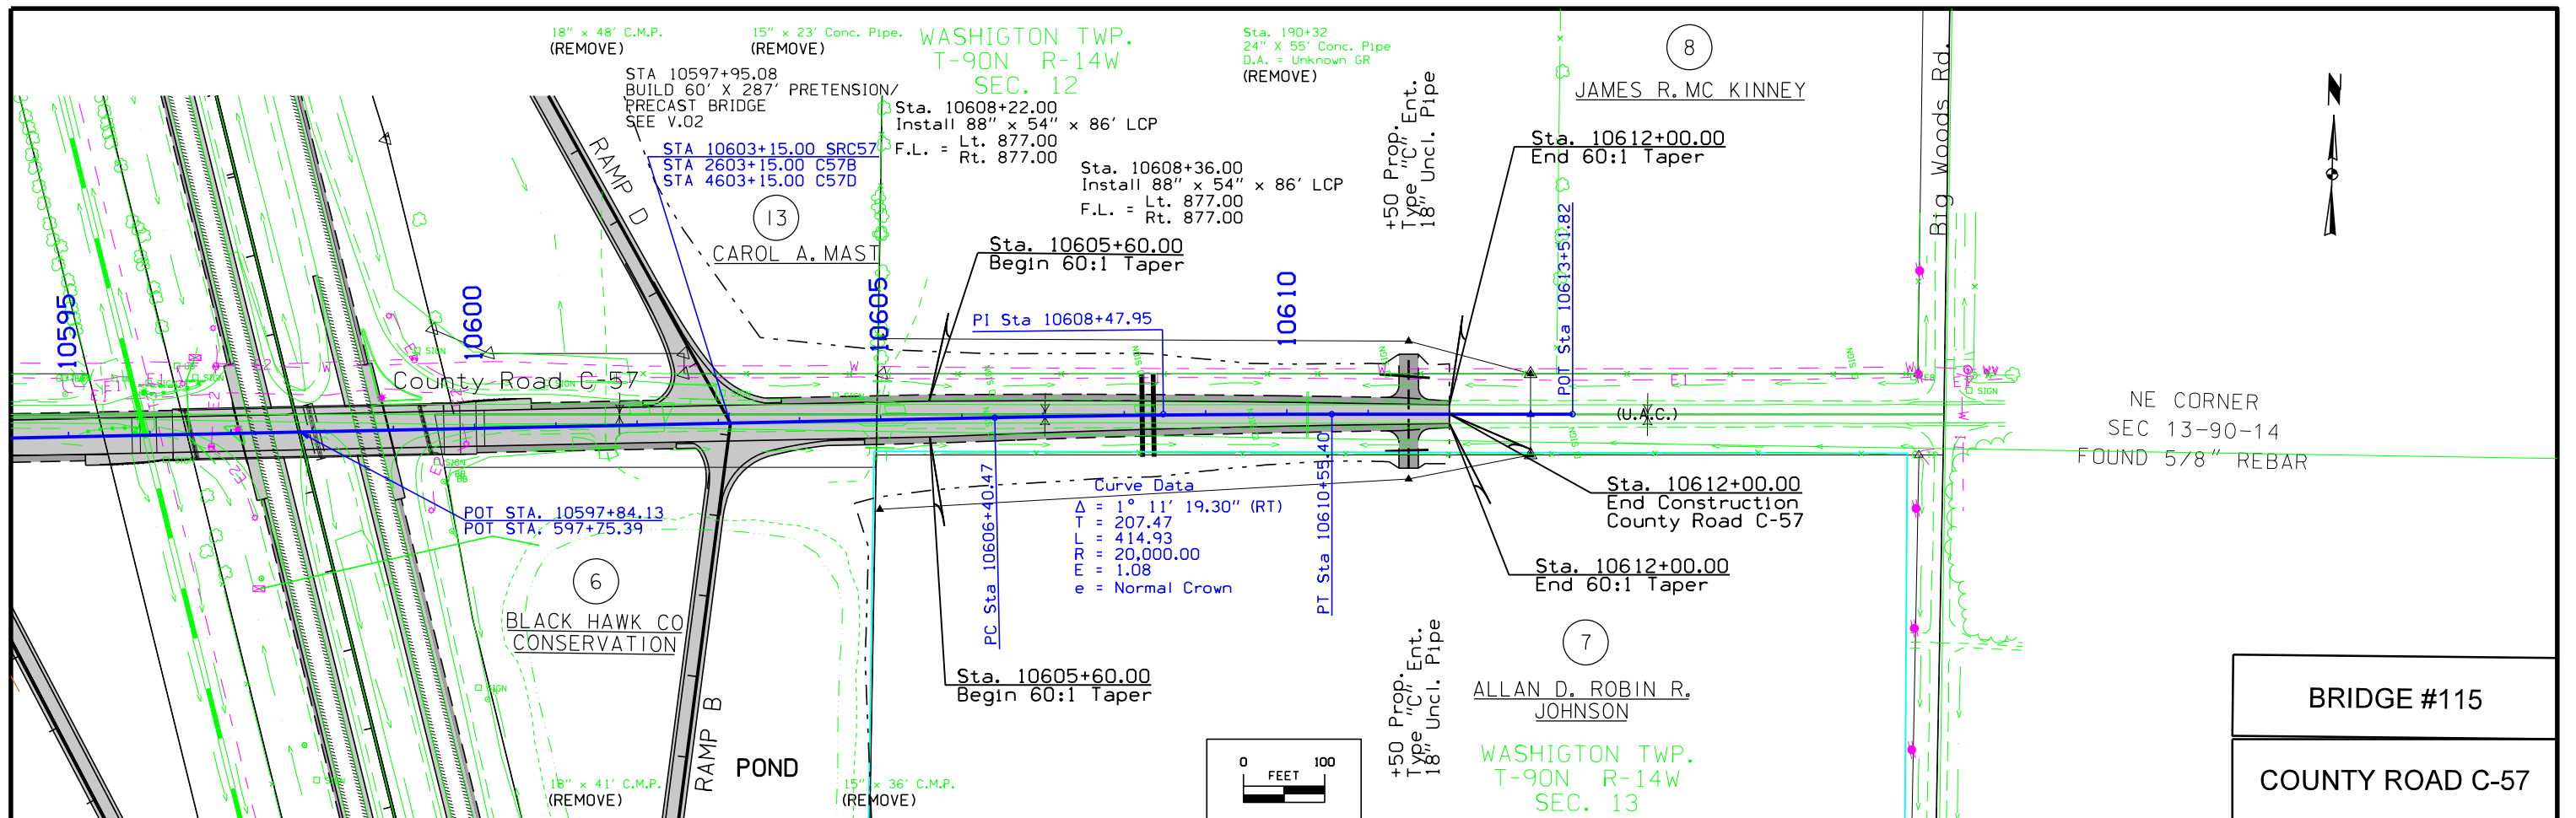 18" x 48' C.M.P.
(REMOVE)
15" x 23' Conc. Pipe.
(REMOVE)
WASHIGTON TWP.
T-90N R-14W
SEC. 12
Sta. 190+32
24" X 55' Conc. Pipe
D.A. = Unknown GR
(REMOVE)
8
JAMES R. MC KINNEY
Big Woods Rd.
N
STA 10597+95.08
BUILD 60' X 287' PRETENSION/
PRECAST BRIDGE
SEE V.02
STA 10603+15.00 SRC57
STA 2603+15.00 C57B
STA 4603+15.00 C57D
13
CAROL A. MAST
Sta. 10608+22.00
Install 88" x 54" x 86' LCP
F.L. = Lt. 877.00
Rt. 877.00
Sta. 10608+36.00
Install 88" x 54" x 86' LCP
F.L. = Lt. 877.00
Rt. 877.00
+50 Prop.
Type "C" Ent.
18" Uncl. Pipe
Sta. 10612+00.00
End 60:1 Taper
RAMP D
Sta. 10605+60.00
Begin 60:1 Taper
10595
10600
10605
10610
PI Sta 10608+47.95
POT Sta 10613+51.82
County Road C-57
SIGN
SIGN
SIGN
SIGN
SIGN
SIGN
W
W
E1
E1
E2
E2
(U.A.C.)
NE CORNER
SEC 13-90-14
FOUND 5/8" REBAR
POT STA. 10597+84.13
POT STA. 597+75.39
PC Sta 10606+40.47
Curve Data
Δ = 1° 11' 19.30" (RT)
T = 207.47
L = 414.93
R = 20,000.00
E = 1.08
e = Normal Crown
PT Sta 10610+55.40
Sta. 10612+00.00
End Construction
County Road C-57
Sta. 10612+00.00
End 60:1 Taper
6
BLACK HAWK CO
CONSERVATION
RAMP B
POND
Sta. 10605+60.00
Begin 60:1 Taper
+50 Prop.
Type "C" Ent.
18" Uncl. Pipe
7
ALLAN D. ROBIN R.
JOHNSON
WASHIGTON TWP.
T-90N R-14W
SEC. 13
18" x 41' C.M.P.
(REMOVE)
15" x 36' C.M.P.
(REMOVE)
0 100
FEET
BRIDGE #115
COUNTY ROAD C-57